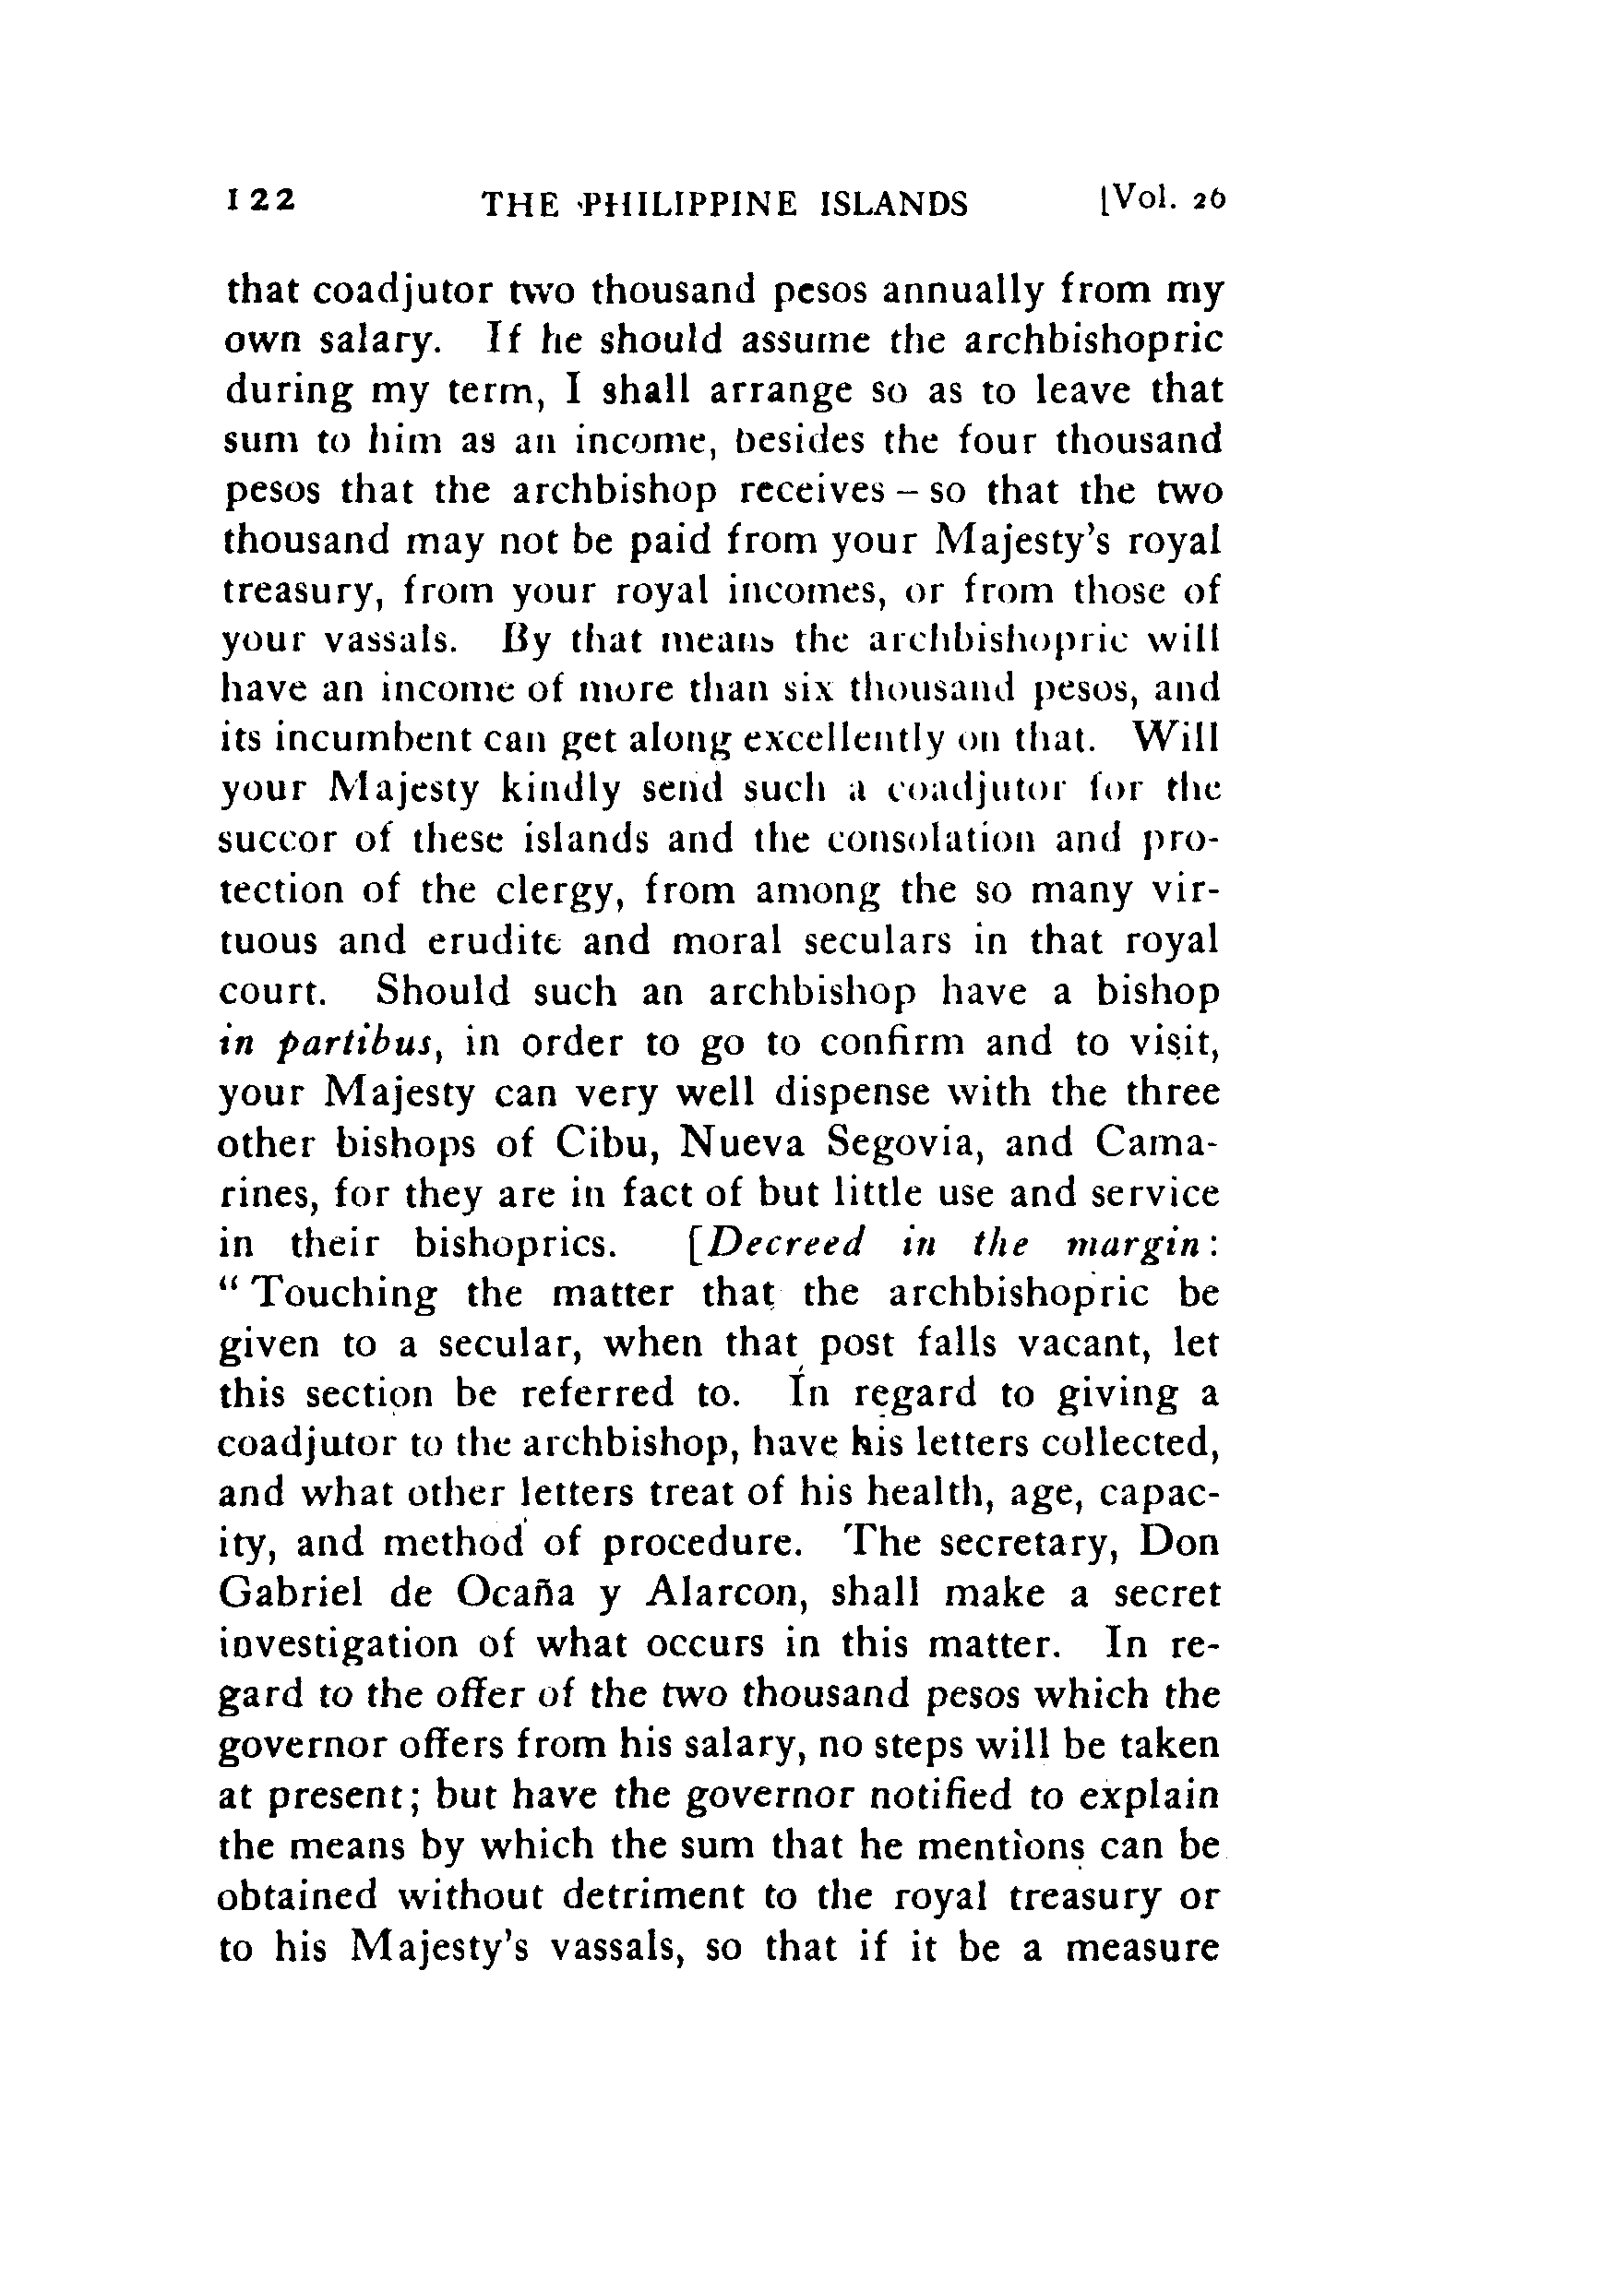 122 THE PHILIPPINE ISLANDS [Vol. 26
that coadjutor two thousand pesos annually from my
own salary. If he should assume the archbishopric
during my term, I shall arrange so as to leave that
sum to him as an income, besides the four thousand
pesos that the archbishop receives – so that the two
thousand may not be paid from your Majesty's royal
treasury, from your royal incomes, or from those of
your vassals. By that means the archbishopric will
have an income of more than six thousand pesos, and
its incumbent can get along excellently on that. Will
your Majesty kindly send such a coadjutor for the
succor of these islands and the consolation and pro-
tection of the clergy, from among the so many vir-
tuous and erudite and moral seculars in that royal
court. Should such an archbishop have a bishop
in partibus, in order to go to confirm and to visit,
your Majesty can very well dispense with the three
other bishops of Cibu, Nueva Segovia, and Cama-
rines, for they are in fact of but little use and service
in their bishoprics. [Decreed in the margin:
“Touching the matter that the archbishopric be
given to a secular, when that post falls vacant, let
this section be referred to. In regard to giving a
coadjutor to the archbishop, have his letters collected,
and what other letters treat of his health, age, capac-
ity, and method of procedure. The secretary, Don
Gabriel de Ocaña y Alarcon, shall make a secret
investigation of what occurs in this matter. In re-
gard to the offer of the two thousand pesos which the
governor offers from his salary, no steps will be taken
at present; but have the governor notified to explain
the means by which the sum that he mentions can be
obtained without detriment to the royal treasury or
to his Majesty's vassals, so that if it be a measure